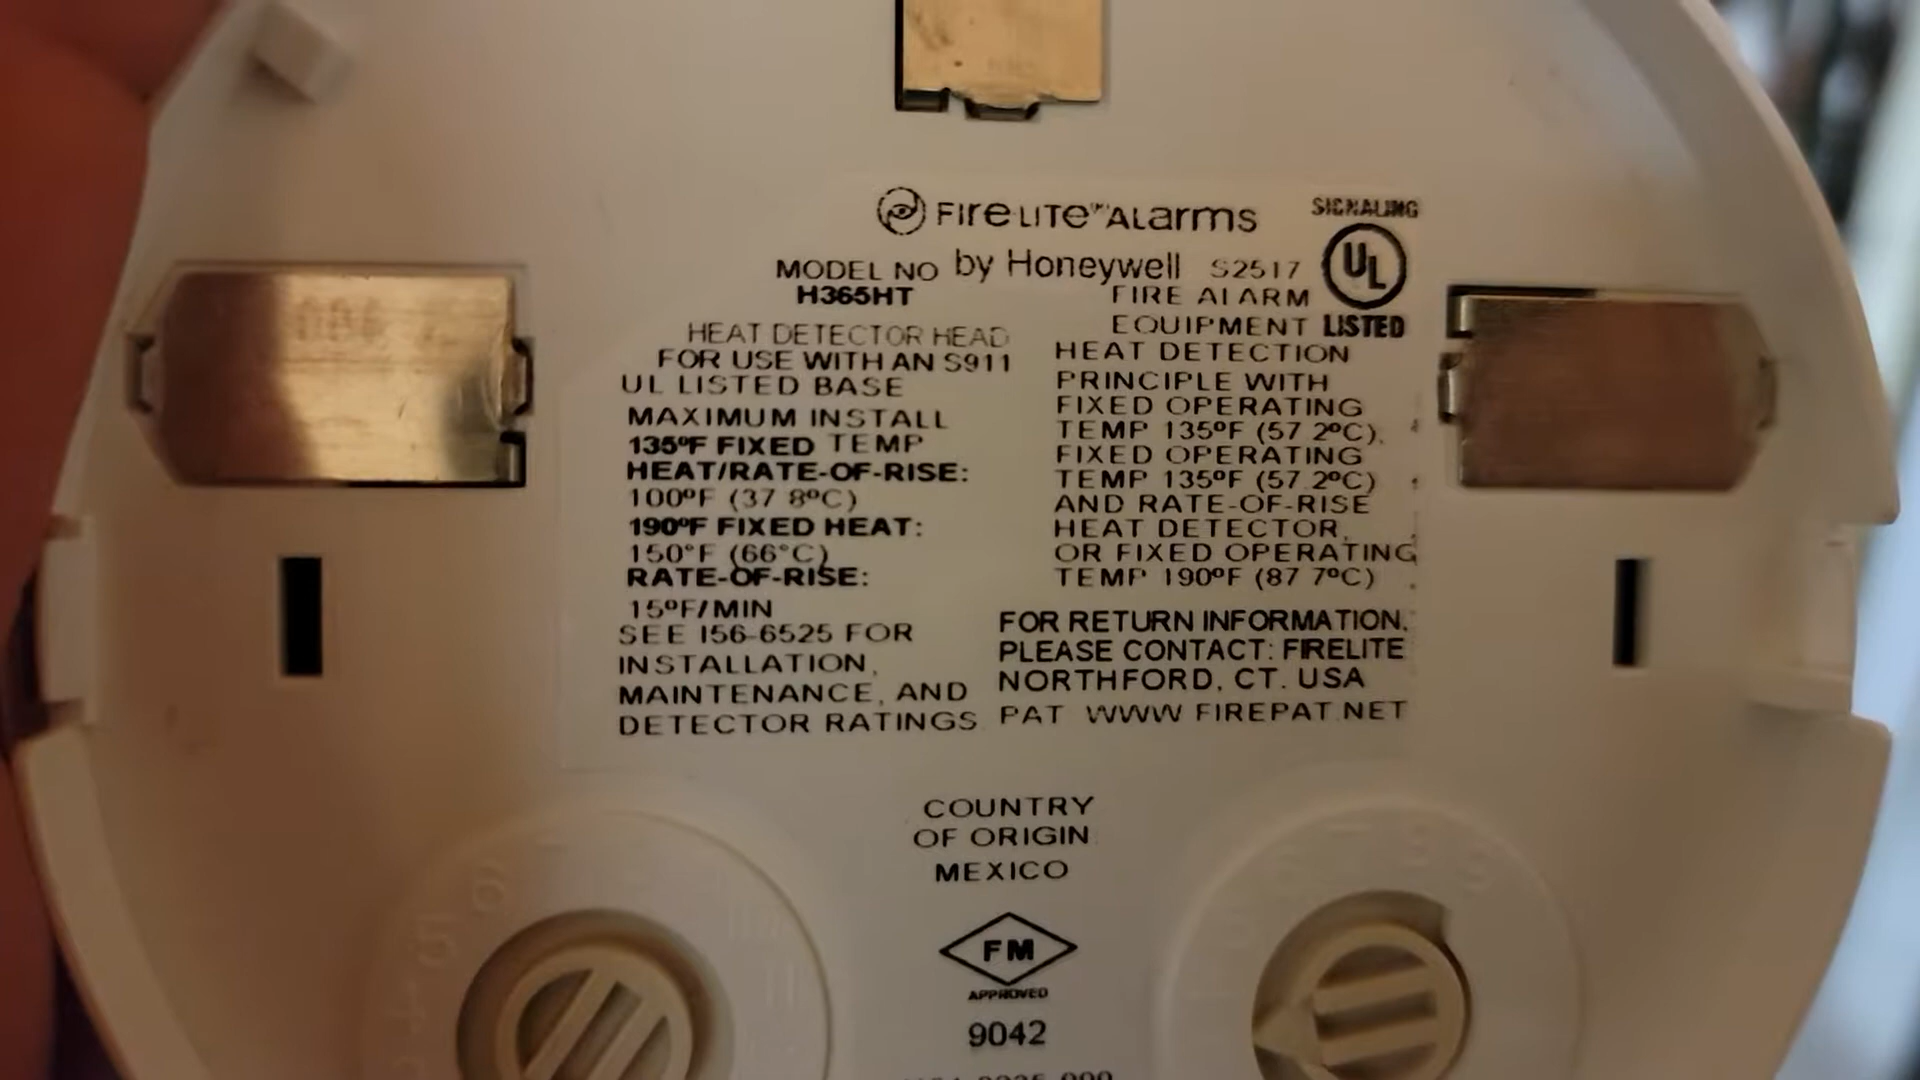 Fire·LITE™ ALarms
by Honeywell
MODEL NO
H365HT
HEAT DETECTOR HEAD
FOR USE WITH AN S911
UL LISTED BASE
MAXIMUM INSTALL
135ºF FIXED TEMP
HEAT/RATE-OF-RISE:
100ºF (37 8ºC)
190ºF FIXED HEAT:
150°F (66°C)
RATE-OF-RISE:
15ºF/MIN
SEE I56-6525 FOR
INSTALLATION,
MAINTENANCE, AND
DETECTOR RATINGS
SIGNALING
UL
LISTED
S2517
FIRE ALARM
EQUIPMENT
HEAT DETECTION
PRINCIPLE WITH
FIXED OPERATING
TEMP 135ºF (57 2ºC),
FIXED OPERATING
TEMP 135ºF (57.2ºC)
AND RATE-OF-RISE
HEAT DETECTOR,
OR FIXED OPERATING
TEMP 190ºF (87 7ºC)
FOR RETURN INFORMATION,
PLEASE CONTACT: FIRELITE
NORTHFORD, CT. USA
PAT WWW FIREPAT.NET
COUNTRY
OF ORIGIN
MEXICO
FM
APPROVED
9042